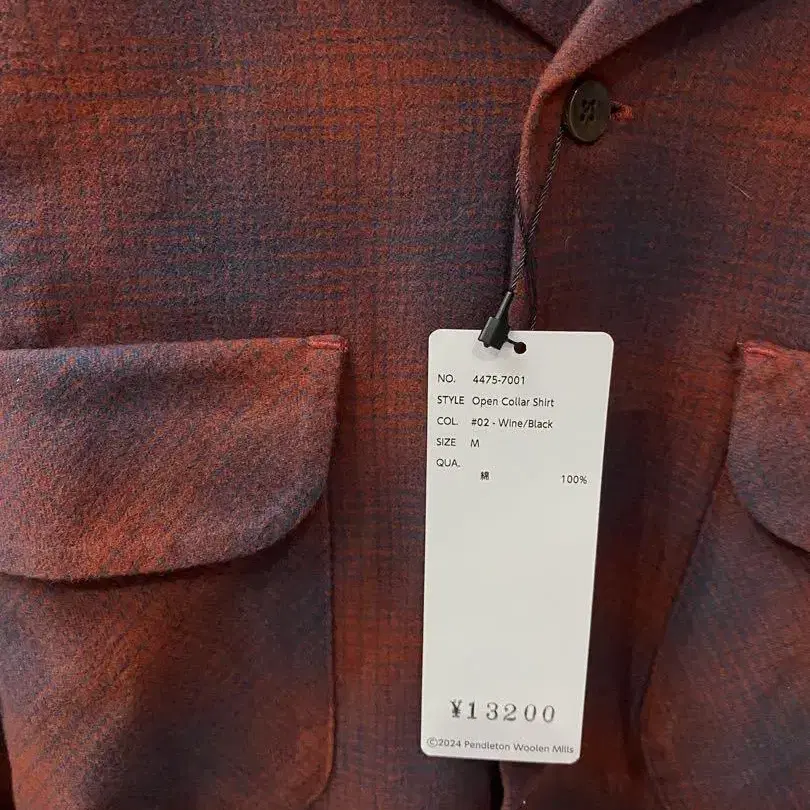 NO. 4475-7001
STYLE Open Collar Shirt
COL. #02 - Wine/Black
SIZE M
QUA.
綿 100%
¥13200
©2024 Pendleton Woolen Mills